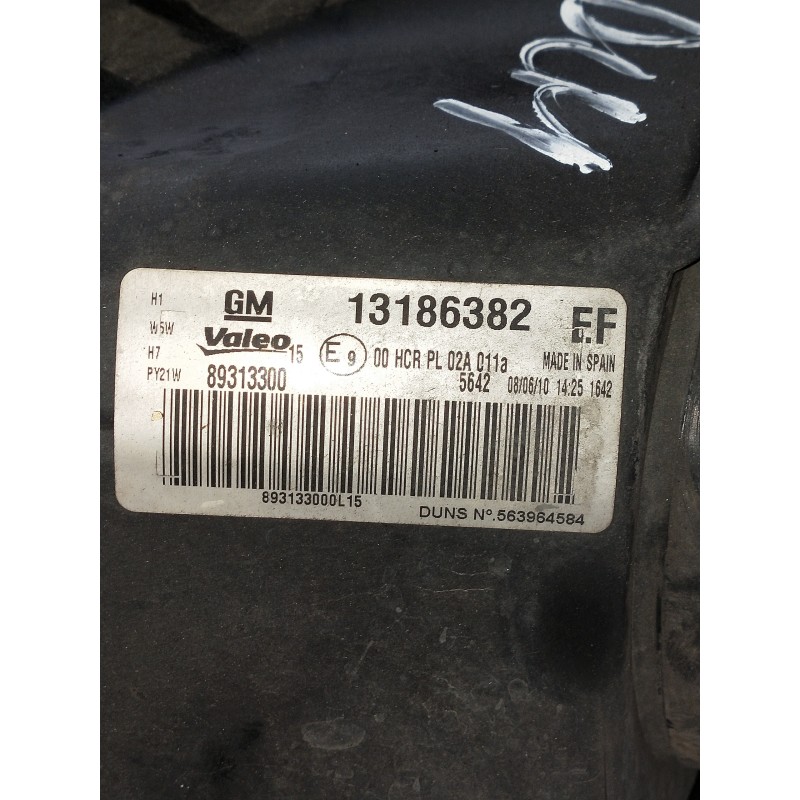 H1 GM 13186382 EF
W5W Valeo 15 E9 00 HCR PL 02A 011a MADE IN SPAIN
H7
PY21W 89313300 5642 08/06/10 14:25 1642
893133000L15
DUNS Nº.563964584